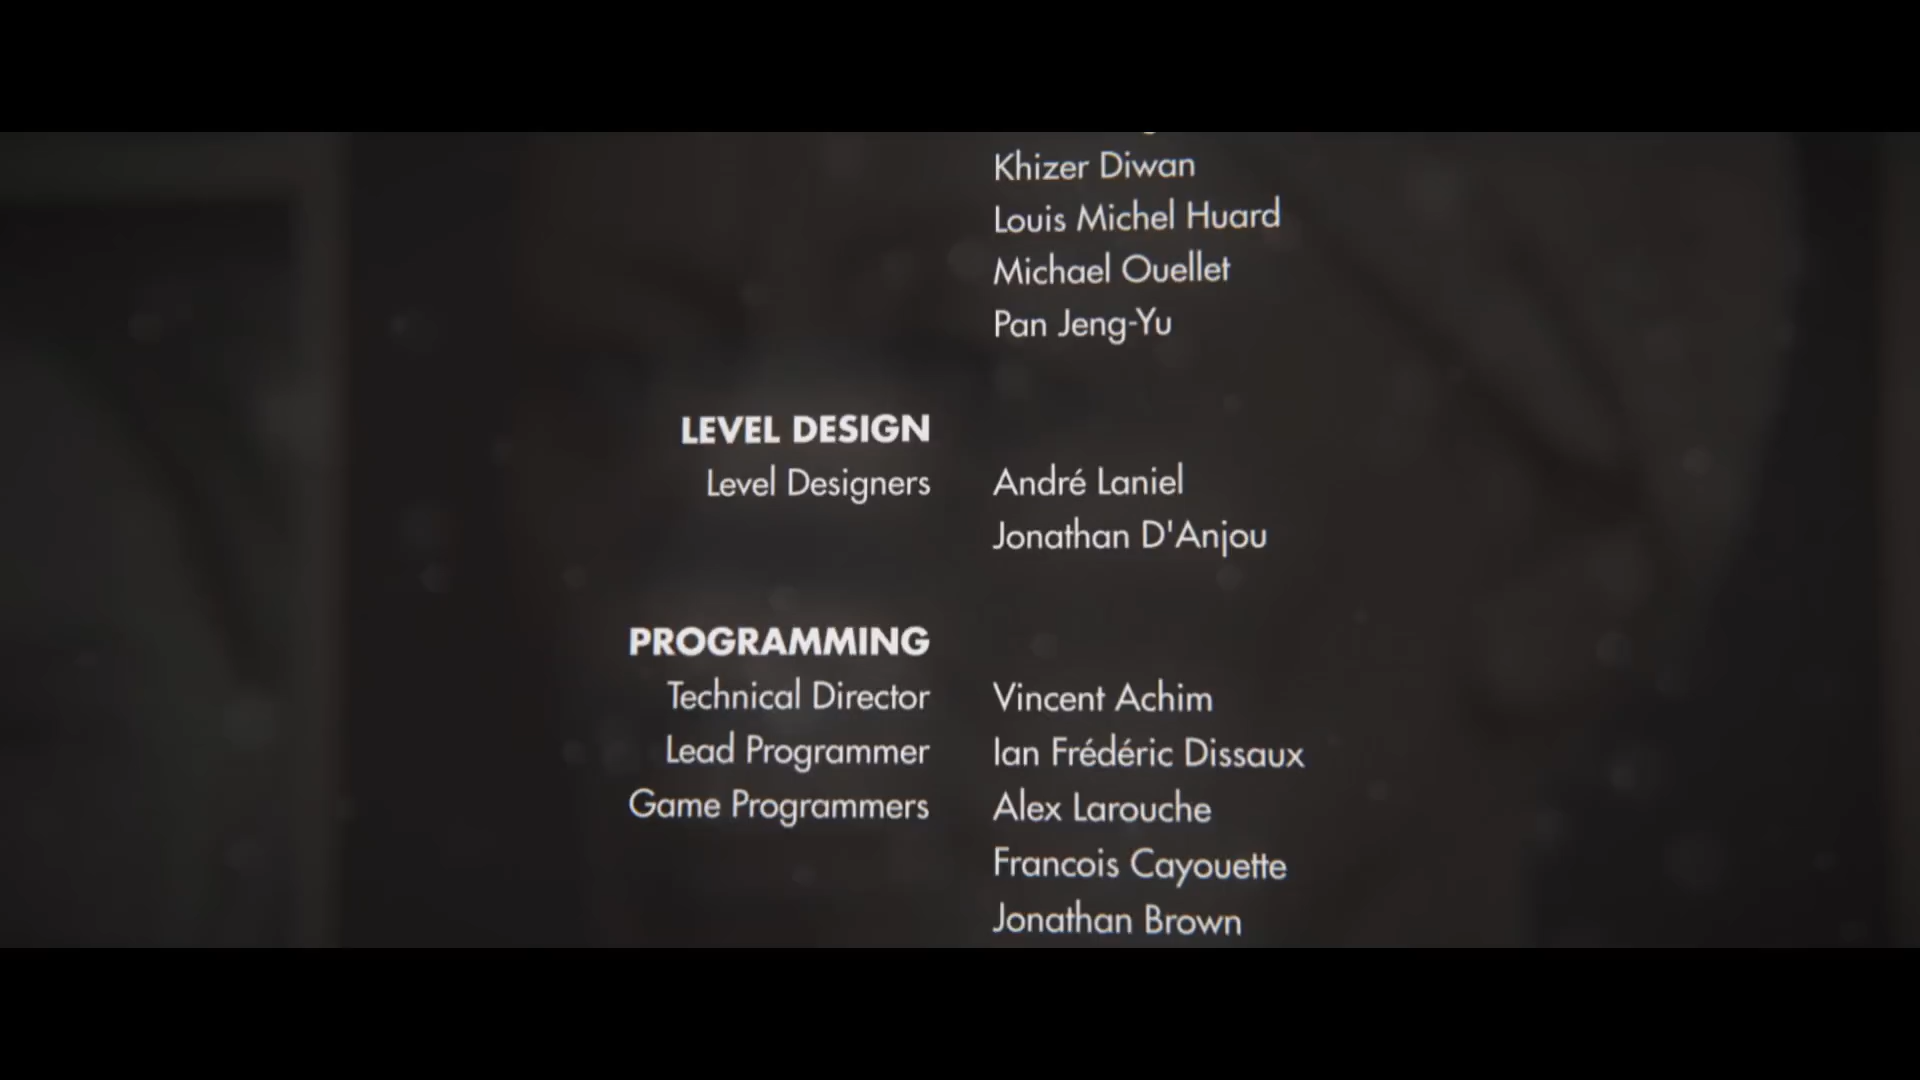 Khizer Diwan
Louis Michel Huard
Michael Ouellet
Pan Jeng-Yu
LEVEL DESIGN
Level Designers André Laniel
Jonathan D'Anjou
PROGRAMMING
Technical Director Vincent Achim
Lead Programmer Ian Frédéric Dissaux
Game Programmers Alex Larouche
Francois Cayouette
Jonathan Brown